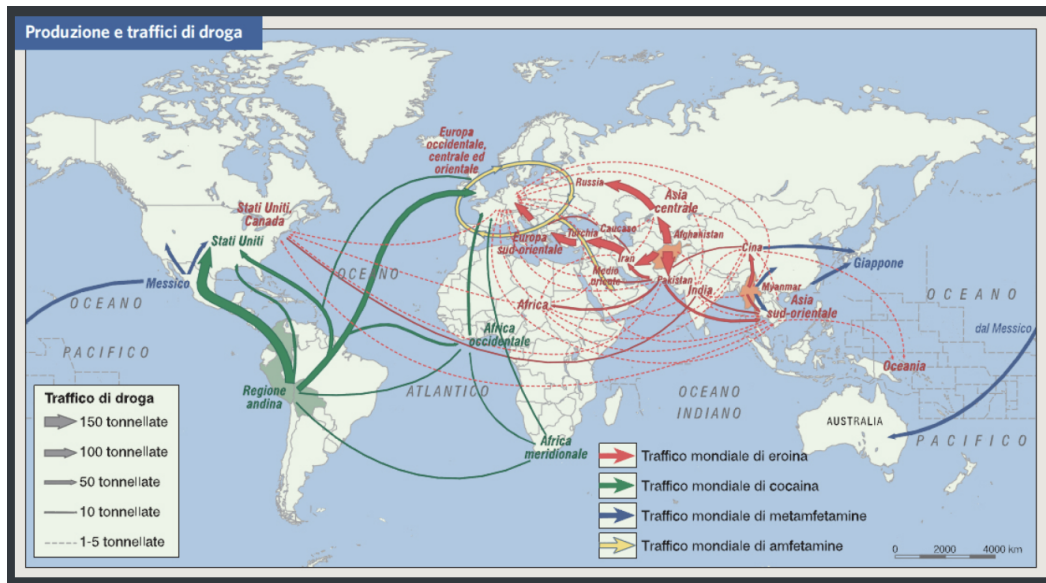 Produzione e traffici di droga
Europa
occidentale,
centrale ed
orientale
Russia
Asia
centrale
Stati Uniti,
Canada
Stati Uniti
Caucaso
Afghanistan
Turchia
Europa
sud-orientale
Iran
Cina
Giappone
Messico
OCEANO
Medio
oriente
Pakistan
India
Myanmar
Asia
sud-orientale
OCEANO
PACIFICO
Africa
Africa
occidentale
OCEANO
dal Messico
Oceania
Regione
andina
ATLANTICO
OCEANO
INDIANO
AUSTRALIA
PACIFICO
Africa
meridionale
Traffico di droga
150 tonnellate
100 tonnellate
50 tonnellate
10 tonnellate
1-5 tonnellate
Traffico mondiale di eroina
Traffico mondiale di cocaina
Traffico mondiale di metamfetamine
Traffico mondiale di amfetamine
0 2000 4000 km